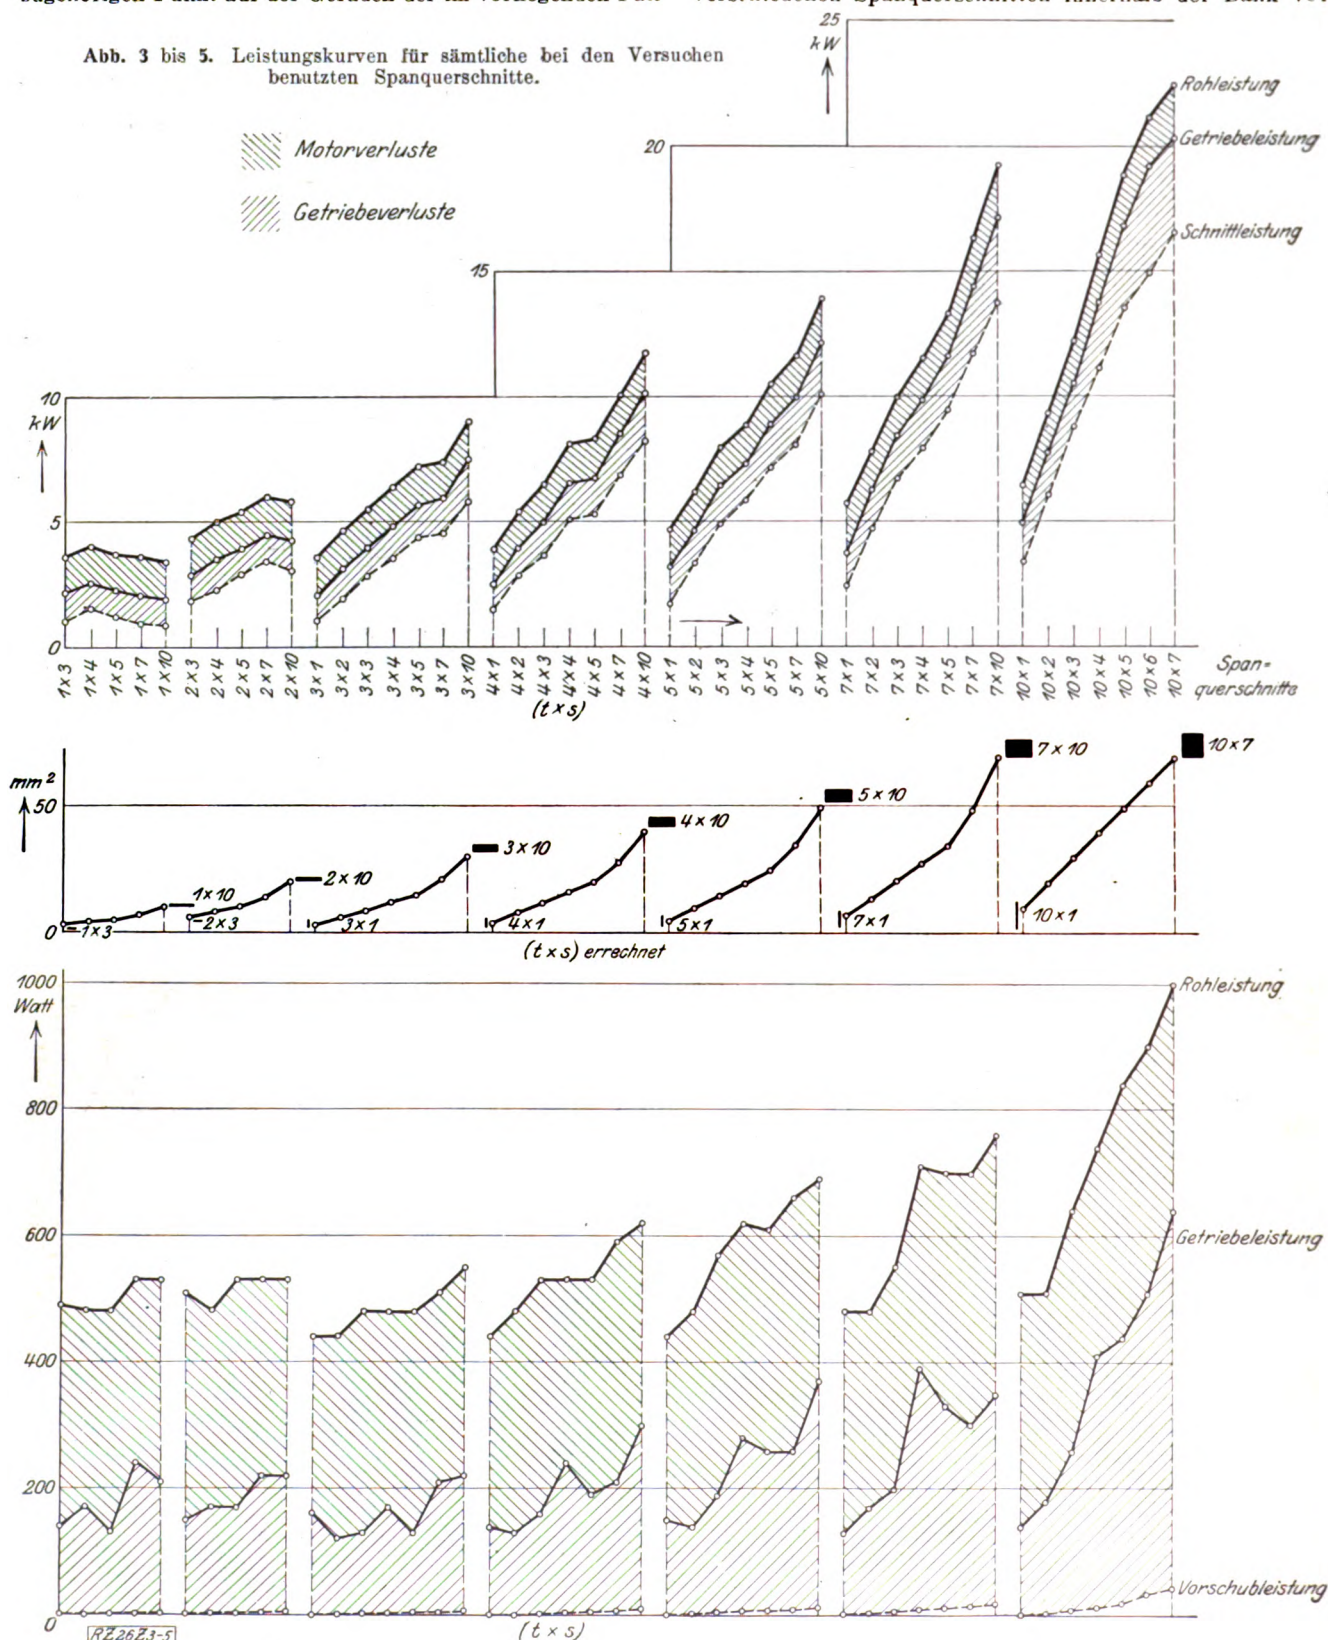 Abb. 3 bis 5. Leistungskurven für sämtliche bei den Versuchen
benutzten Spanquerschnitte.
Motorverluste
Getriebeverluste
25
kW
20
15
10
kW
5
0
Rohleistung
Getriebeleistung
Schnittleistung
1×3 1×4 1×5 1×7 1×10 2×3 2×4 2×5 2×7 2×10 3×1 3×2 3×3 3×4 3×5 3×7 3×10 4×1 4×2 4×3 4×4 4×5 4×7 4×10 5×1 5×2 5×3 5×4 5×5 5×7 5×10 7×1 7×2 7×3 7×4 7×5 7×7 7×10 10×1 10×2 10×3 10×4 10×5 10×6 10×7
Span=
querschnitte
(t×s)
mm²
50
0
1×10 2×10 3×10 4×10 5×10 7×10 10×7
1×3 2×3 3×1 4×1 5×1 7×1 10×1
(t×s) errechnet
1000
Watt
800
600
400
200
0
Rohleistung
Getriebeleistung
Vorschubleistung
(t×s)
RZ26Z3-5